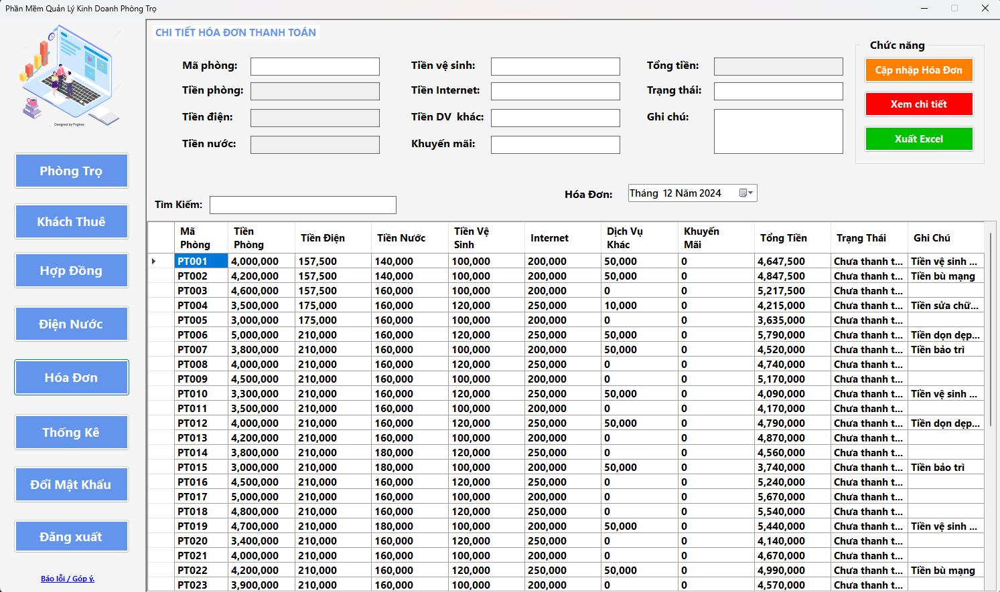 Phần Mềm Quản Lý Kinh Doanh Phòng Trọ
Designed by Pngtree
Phòng Trọ
Khách Thuê
Hợp Đồng
Điện Nước
Hóa Đơn
Thống Kê
Đổi Mật Khẩu
Đăng xuất
Báo lỗi / Góp ý.
CHI TIẾT HÓA ĐƠN THANH TOÁN
Mã phòng:
Tiền phòng:
Tiền điện:
Tiền nước:
Tiền vệ sinh:
Tiền Internet:
Tiền DV khác:
Khuyến mãi:
Tổng tiền:
Trạng thái:
Ghi chú:
Chức năng
Cập nhập Hóa Đơn
Xem chi tiết
Xuất Excel
Tìm Kiếm:
Hóa Đơn: Tháng 12 Năm 2024
Mã Phòng Tiền Phòng Tiền Điện Tiền Nước Tiền Vệ Sinh Internet Dịch Vụ Khác Khuyến Mãi Tổng Tiền Trạng Thái Ghi Chú
PT001 4,000,000 157,500 140,000 100,000 200,000 50,000 0 4,647,500 Chưa thanh t... Tiền vệ sinh ...
PT002 4,200,000 157,500 140,000 100,000 200,000 50,000 0 4,847,500 Chưa thanh t... Tiền bù mạng
PT003 4,600,000 157,500 160,000 100,000 200,000 0 0 5,217,500 Chưa thanh t...
PT004 3,500,000 175,000 160,000 120,000 250,000 10,000 0 4,215,000 Chưa thanh t... Tiền sửa chữ...
PT005 3,000,000 175,000 160,000 100,000 200,000 0 0 3,635,000 Chưa thanh t...
PT006 5,000,000 210,000 160,000 120,000 250,000 50,000 0 5,790,000 Chưa thanh t... Tiền dọn dẹp...
PT007 3,800,000 210,000 160,000 100,000 200,000 50,000 0 4,520,000 Chưa thanh t... Tiền bảo trì
PT008 4,000,000 210,000 160,000 120,000 250,000 0 0 4,740,000 Chưa thanh t...
PT009 4,500,000 210,000 160,000 100,000 200,000 0 0 5,170,000 Chưa thanh t...
PT010 3,300,000 210,000 160,000 120,000 250,000 50,000 0 4,090,000 Chưa thanh t... Tiền vệ sinh ...
PT011 3,500,000 210,000 160,000 100,000 200,000 0 0 4,170,000 Chưa thanh t...
PT012 4,000,000 210,000 160,000 120,000 250,000 50,000 0 4,790,000 Chưa thanh t... Tiền dọn dẹp...
PT013 4,200,000 210,000 160,000 100,000 200,000 0 0 4,870,000 Chưa thanh t...
PT014 3,800,000 210,000 180,000 120,000 250,000 0 0 4,560,000 Chưa thanh t...
PT015 3,000,000 210,000 180,000 100,000 200,000 50,000 0 3,740,000 Chưa thanh t... Tiền bảo trì
PT016 4,500,000 210,000 160,000 120,000 250,000 0 0 5,240,000 Chưa thanh t...
PT017 5,000,000 210,000 160,000 100,000 200,000 0 0 5,670,000 Chưa thanh t...
PT018 4,800,000 210,000 160,000 120,000 250,000 0 0 5,540,000 Chưa thanh t...
PT019 4,700,000 210,000 180,000 100,000 200,000 50,000 0 5,440,000 Chưa thanh t... Tiền vệ sinh ...
PT020 3,400,000 210,000 160,000 120,000 250,000 0 0 4,140,000 Chưa thanh t...
PT021 4,000,000 210,000 160,000 100,000 200,000 0 0 4,670,000 Chưa thanh t...
PT022 4,200,000 210,000 160,000 120,000 250,000 50,000 0 4,990,000 Chưa thanh t... Tiền bù mạng
PT023 3,900,000 210,000 160,000 100,000 200,000 0 0 4,570,000 Chưa thanh t...